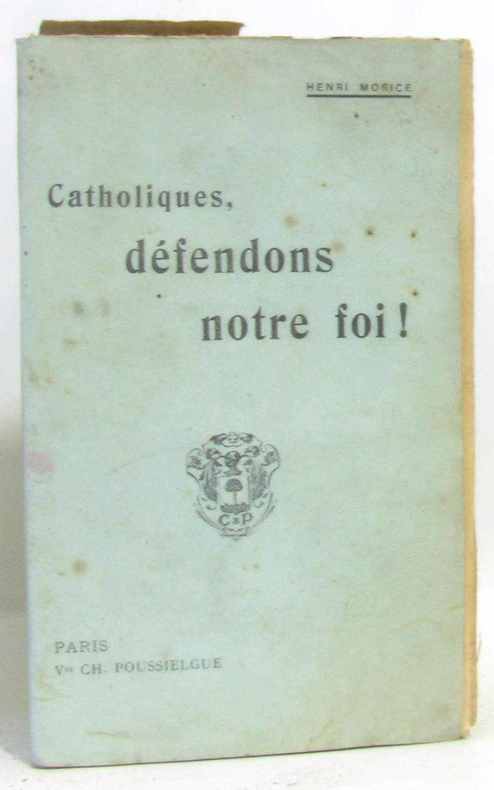 HENRI MORICE
Catholiques,
défendons
notre foi !
C & P
PARIS
Vve CH. POUSSIELGUE